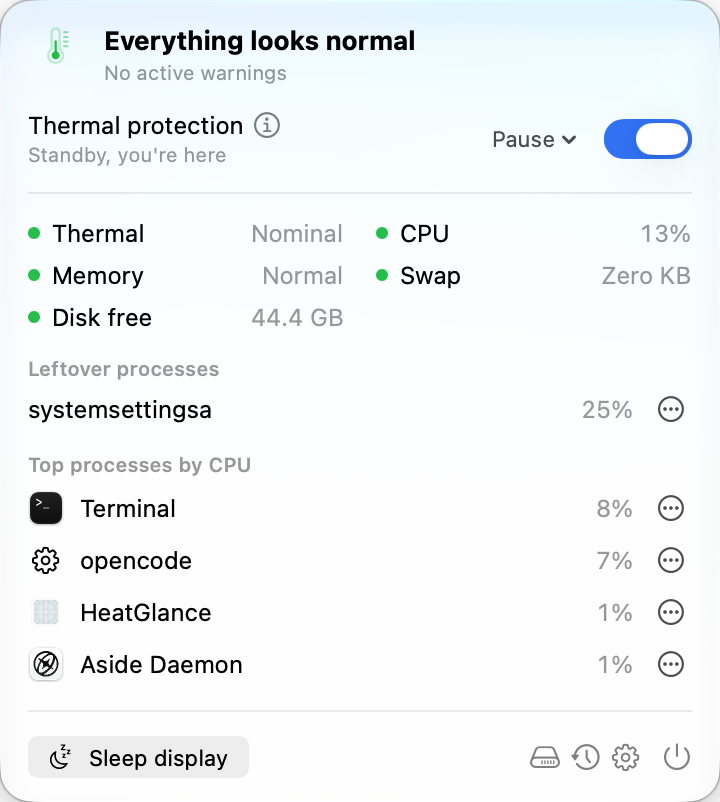 Everything looks normal
No active warnings
Thermal protection
Pause
Standby, you're here
Thermal Nominal CPU 13%
Memory Normal Swap Zero KB
Disk free 44.4 GB
Leftover processes
systemsettingsa 25%
Top processes by CPU
Terminal 8%
opencode 7%
HeatGlance 1%
Aside Daemon 1%
Sleep display